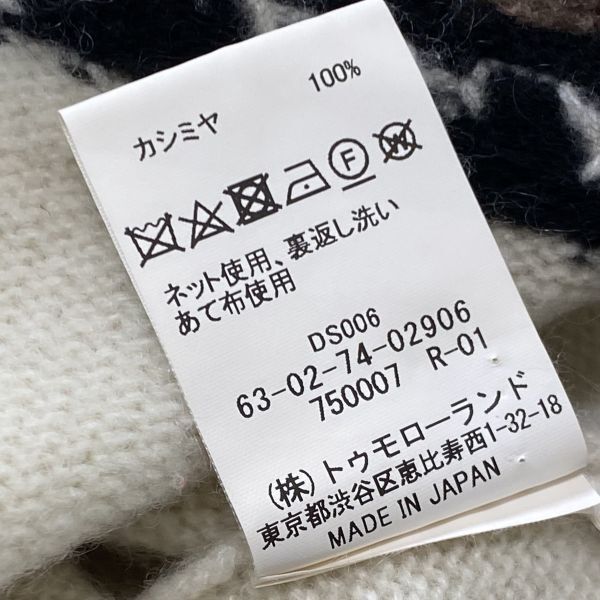 カシミヤ 100%
F W
ネット使用、裏返し洗い
あて布使用
DS006
63-02-74-02906
750007 R-01
(株)トゥモローランド
東京都渋谷区恵比寿西1-32-18
MADE IN JAPAN